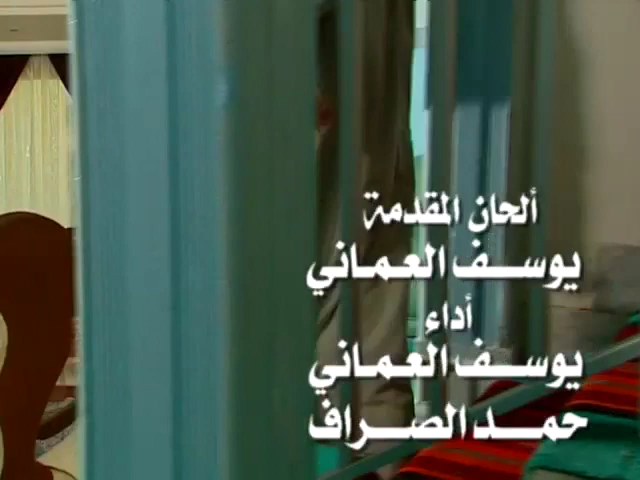 ألحان المقدمة
يوسف العماني
أداء
يوسف العماني
حمد الصراف